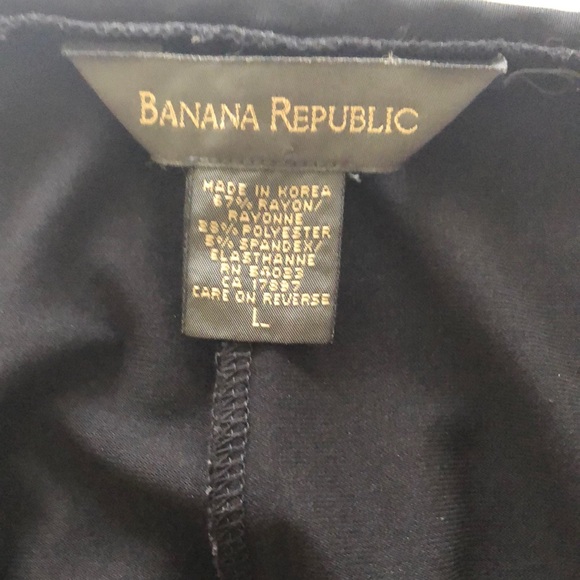 BANANA REPUBLIC
MADE IN KOREA
67% RAYON/
RAYONNE
28% POLYESTER
5% SPANDEX/
ELASTHANNE
RN 54023
CA 17897
CARE ON REVERSE
L